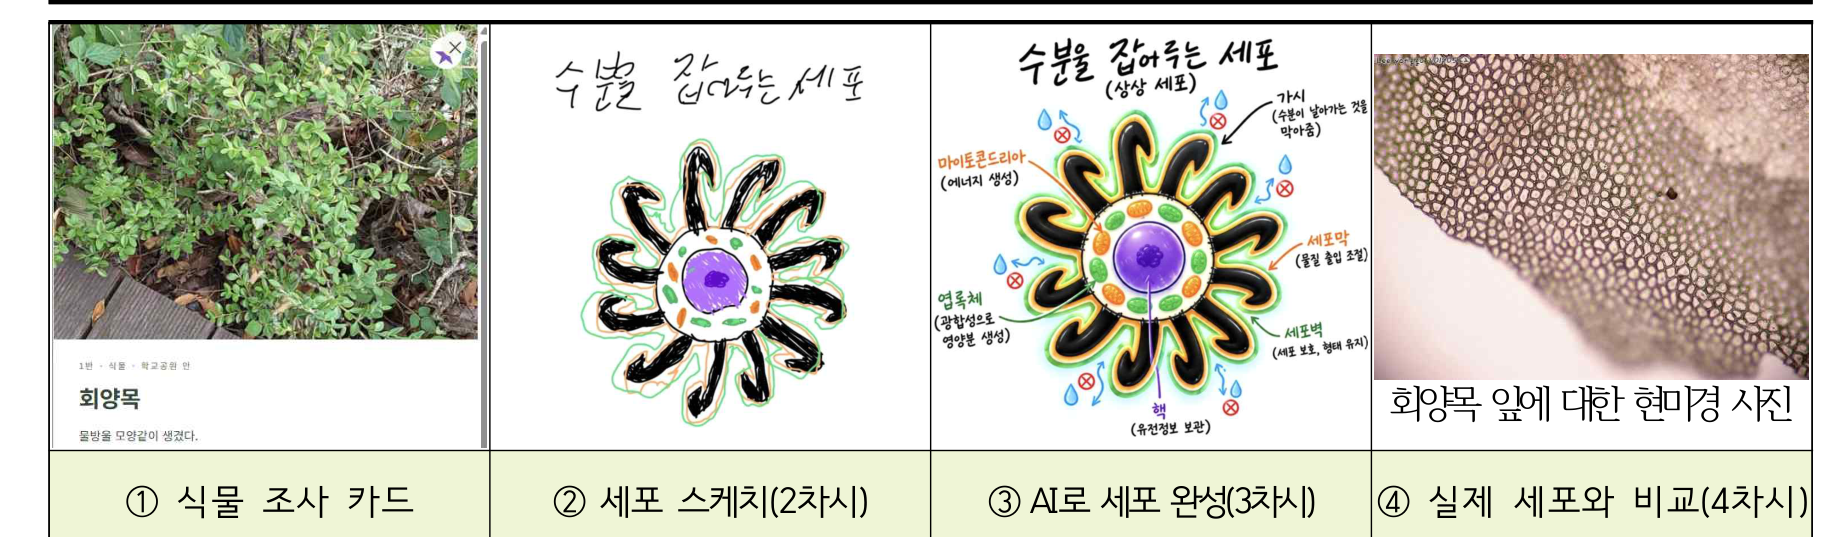 1번 · 식물 · 학교공원 안
회양목
물방울 모양같이 생겼다.
① 식물 조사 카드
수분을 잡아주는 세포
② 세포 스케치(2차시)
수분을 잡아주는 세포
(상상 세포)
가시
(수분이 날아가는 것을
막아줌)
마이토콘드리아
(에너지 생성)
세포막
(물질 출입 조절)
엽록체
(광합성으로
영양분 생성)
세포벽
(세포 보호, 형태 유지)
핵
(유전정보 보관)
③ AI로 세포 완성(3차시)
회양목 잎에 대한 현미경 사진
④ 실제 세포와 비교(4차시)